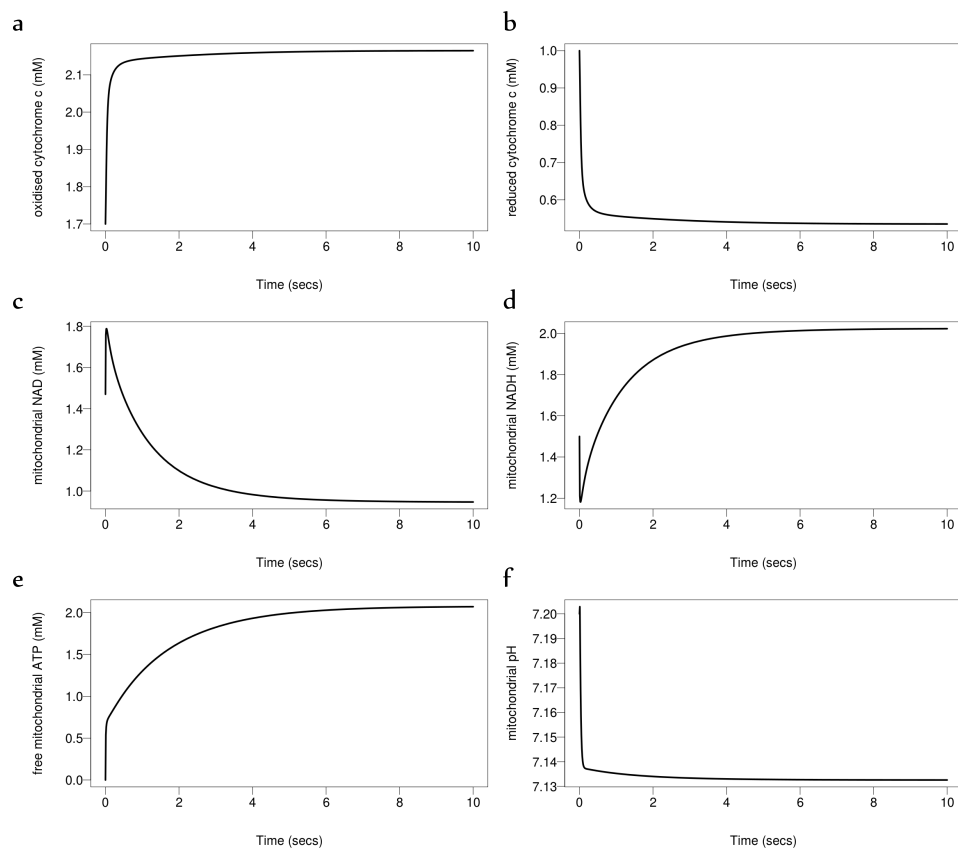 a
oxidised cytochrome c (mM)
2.1
2.0
1.9
1.8
1.7
0 2 4 6 8 10
Time (secs)
b
reduced cytochrome c (mM)
1.0
0.9
0.8
0.7
0.6
0 2 4 6 8 10
Time (secs)
c
mitochondrial NAD (mM)
1.8
1.6
1.4
1.2
1.0
0 2 4 6 8 10
Time (secs)
d
mitochondrial NADH (mM)
2.0
1.8
1.6
1.4
1.2
0 2 4 6 8 10
Time (secs)
e
free mitochondrial ATP (mM)
2.0
1.5
1.0
0.5
0.0
0 2 4 6 8 10
Time (secs)
f
mitochondrial pH
7.20
7.19
7.18
7.17
7.16
7.15
7.14
7.13
0 2 4 6 8 10
Time (secs)